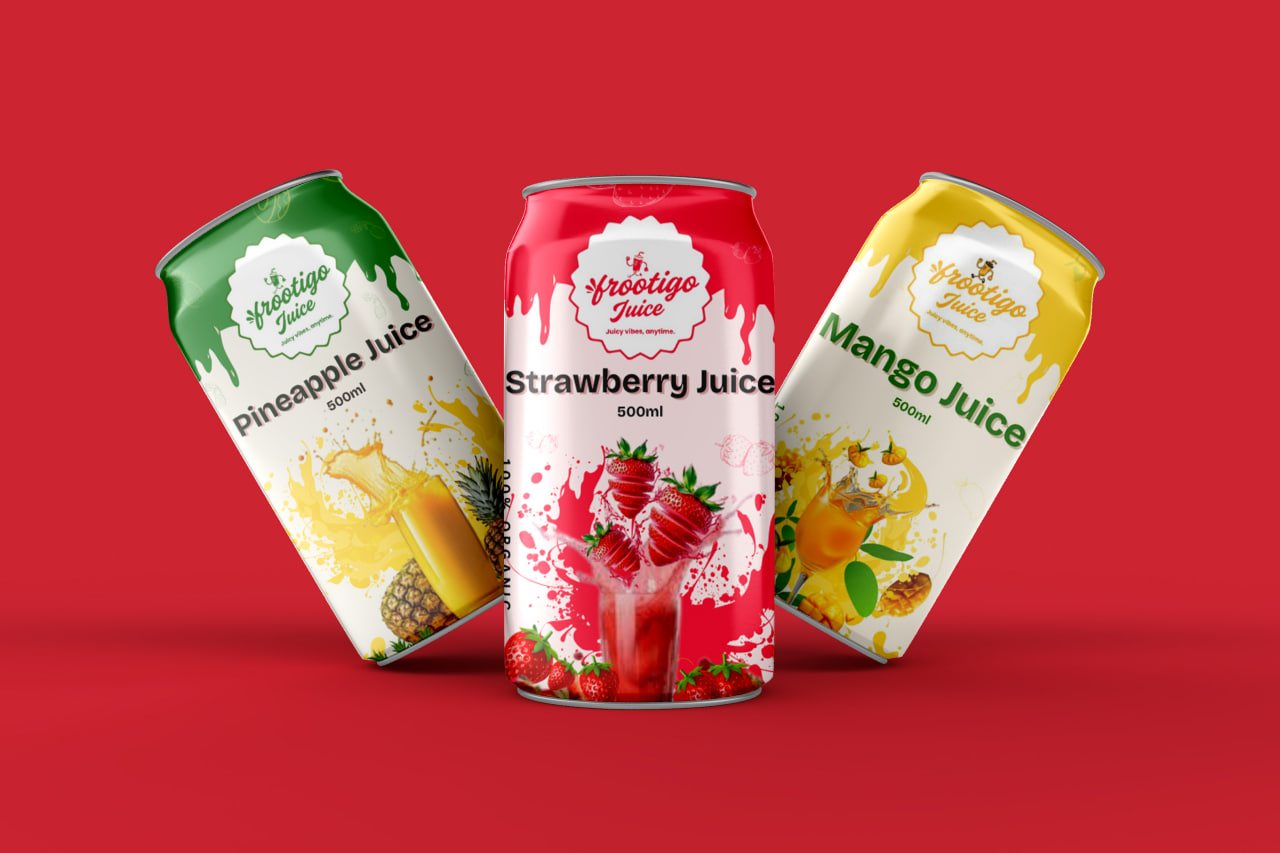 frootigo
Juice
Juicy vibes, anytime.
Pineapple Juice
500ml
frootigo
Juice
Juicy vibes, anytime.
Strawberry Juice
500ml
100% ORGANIC
frootigo
Juice
Juicy vibes, anytime.
Mango Juice
500ml